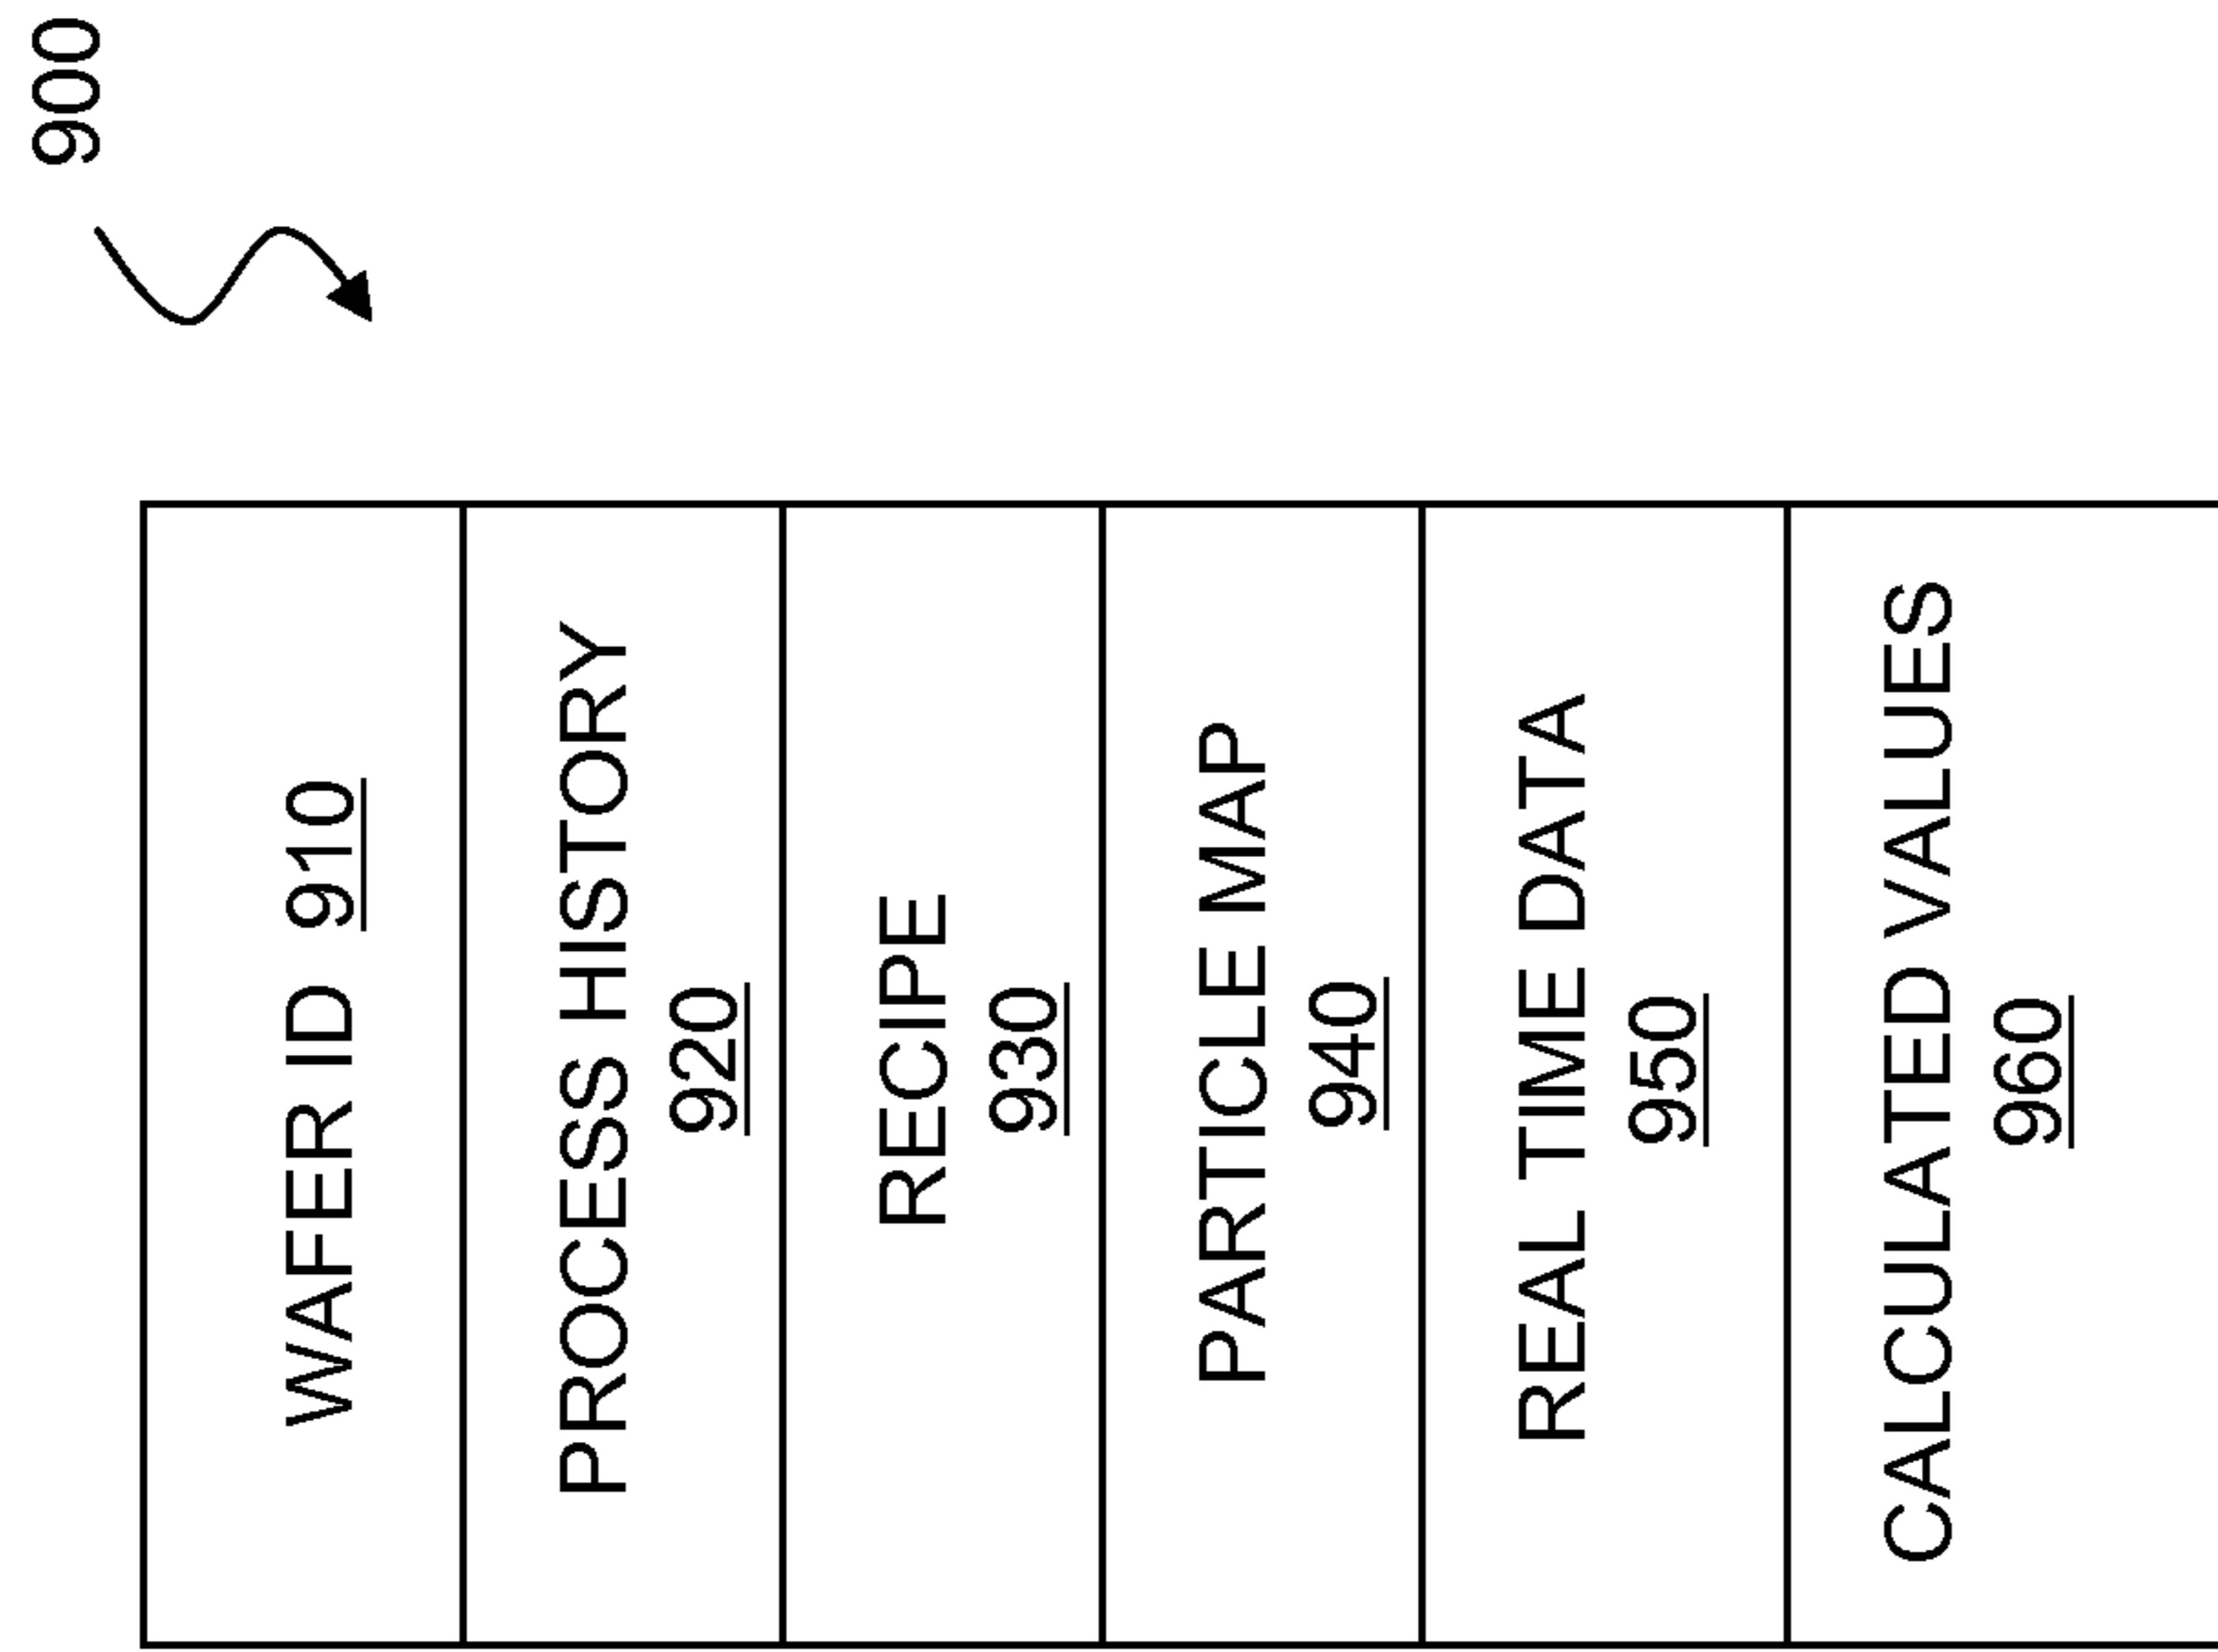 900
WAFER ID 910
PROCESS HISTORY
920
RECIPE
930
PARTICLE MAP
940
REAL TIME DATA
950
CALCULATED VALUES
960